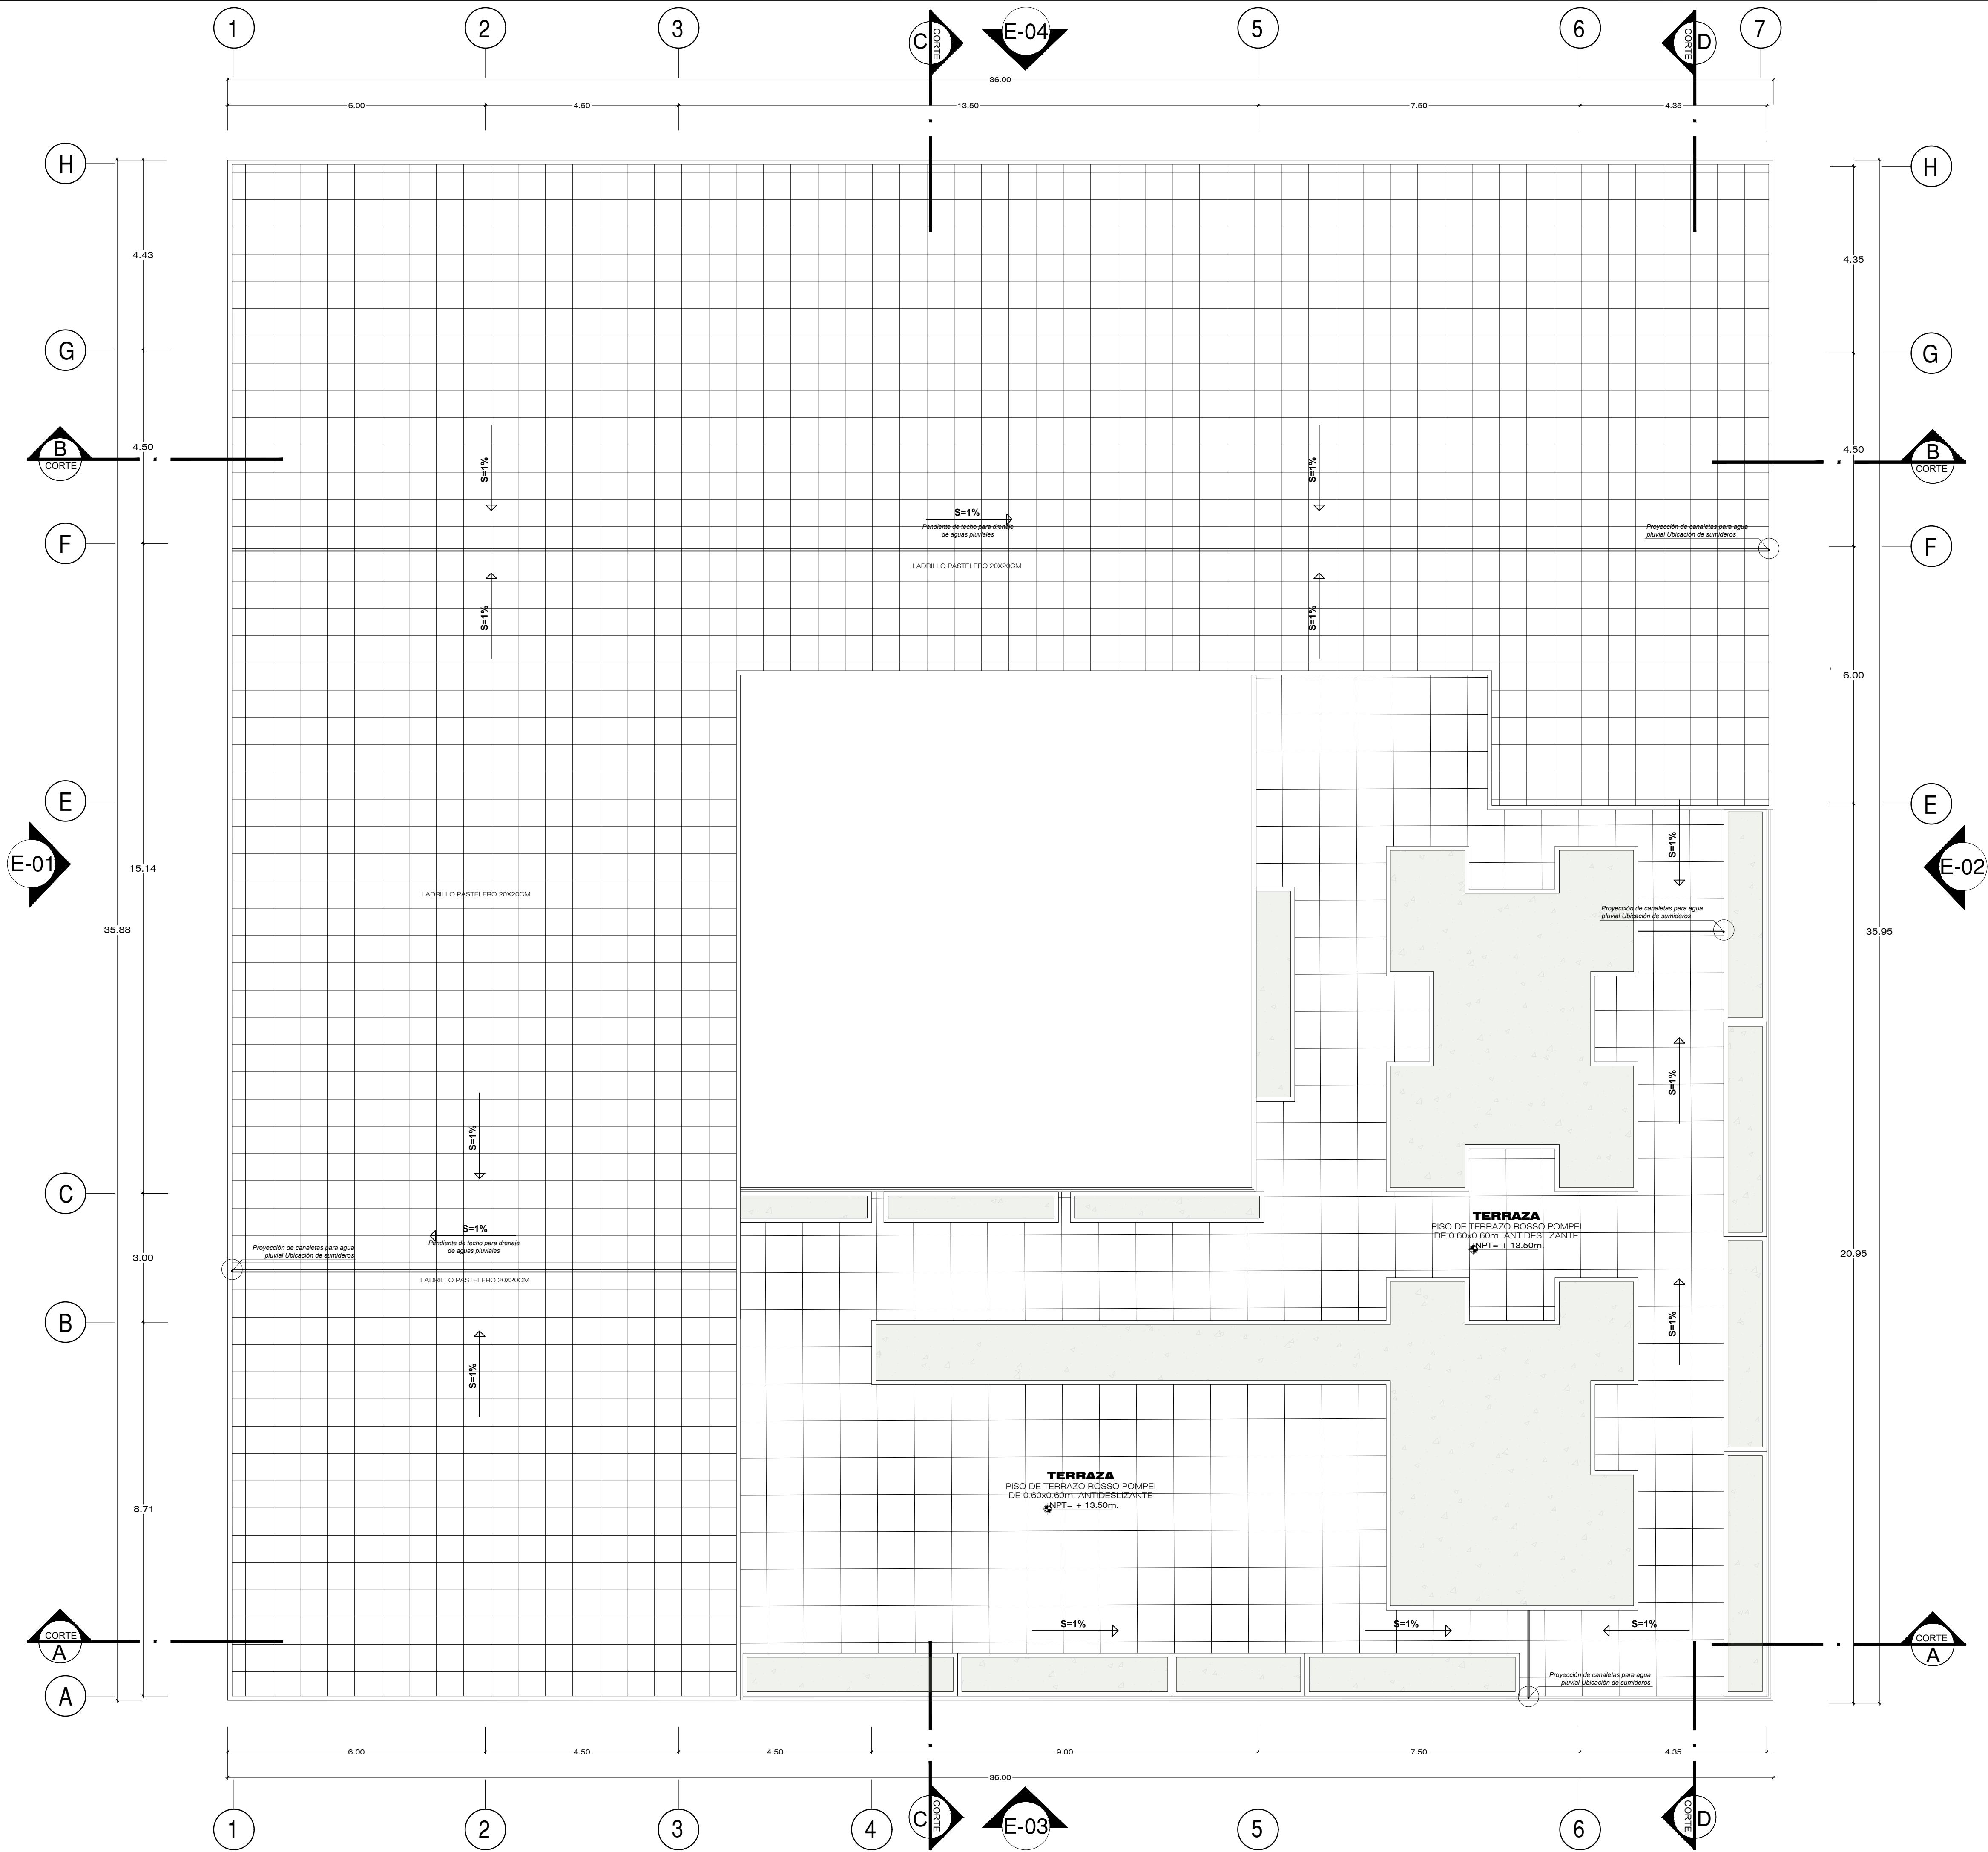 1
2
3
C
CORTE
E-04
5
6
CORTE
D
7
36.00
6.00
4.50
13.50
7.50
4.35
H
H
4.43
4.35
G
G
B
CORTE
4.50
4.50
B
CORTE
S=1%
S=1%
S=1%
Pendiente de techo para drenaje
de aguas pluviales
Proyección de canaletas para agua
pluvial Ubicación de sumideros
F
F
LADRILLO PASTELERO 20X20CM
S=1%
S=1%
6.00
E
E
E-01
E-02
15.14
S=1%
LADRILLO PASTELERO 20X20CM
Proyección de canaletas para agua
pluvial Ubicación de sumideros
35.88
35.95
S=1%
S=1%
C
C
TERRAZA
PISO DE TERRAZO ROSSO POMPEI
DE 0.60x0.60m. ANTIDESLIZANTE
NPT= + 13.50m.
S=1%
Pendiente de techo para drenaje
de aguas pluviales
Proyección de canaletas para agua
pluvial Ubicación de sumideros
3.00
20.95
LADRILLO PASTELERO 20X20CM
B
B
S=1%
S=1%
TERRAZA
PISO DE TERRAZO ROSSO POMPEI
DE 0.60x0.60m. ANTIDESLIZANTE
NPT= + 13.50m.
8.71
S=1%
S=1%
S=1%
CORTE
A
CORTE
A
Proyección de canaletas para agua
pluvial Ubicación de sumideros
A
A
6.00
4.50
4.50
9.00
7.50
4.35
36.00
1
2
3
4
C
CORTE
E-03
5
6
CORTE
D